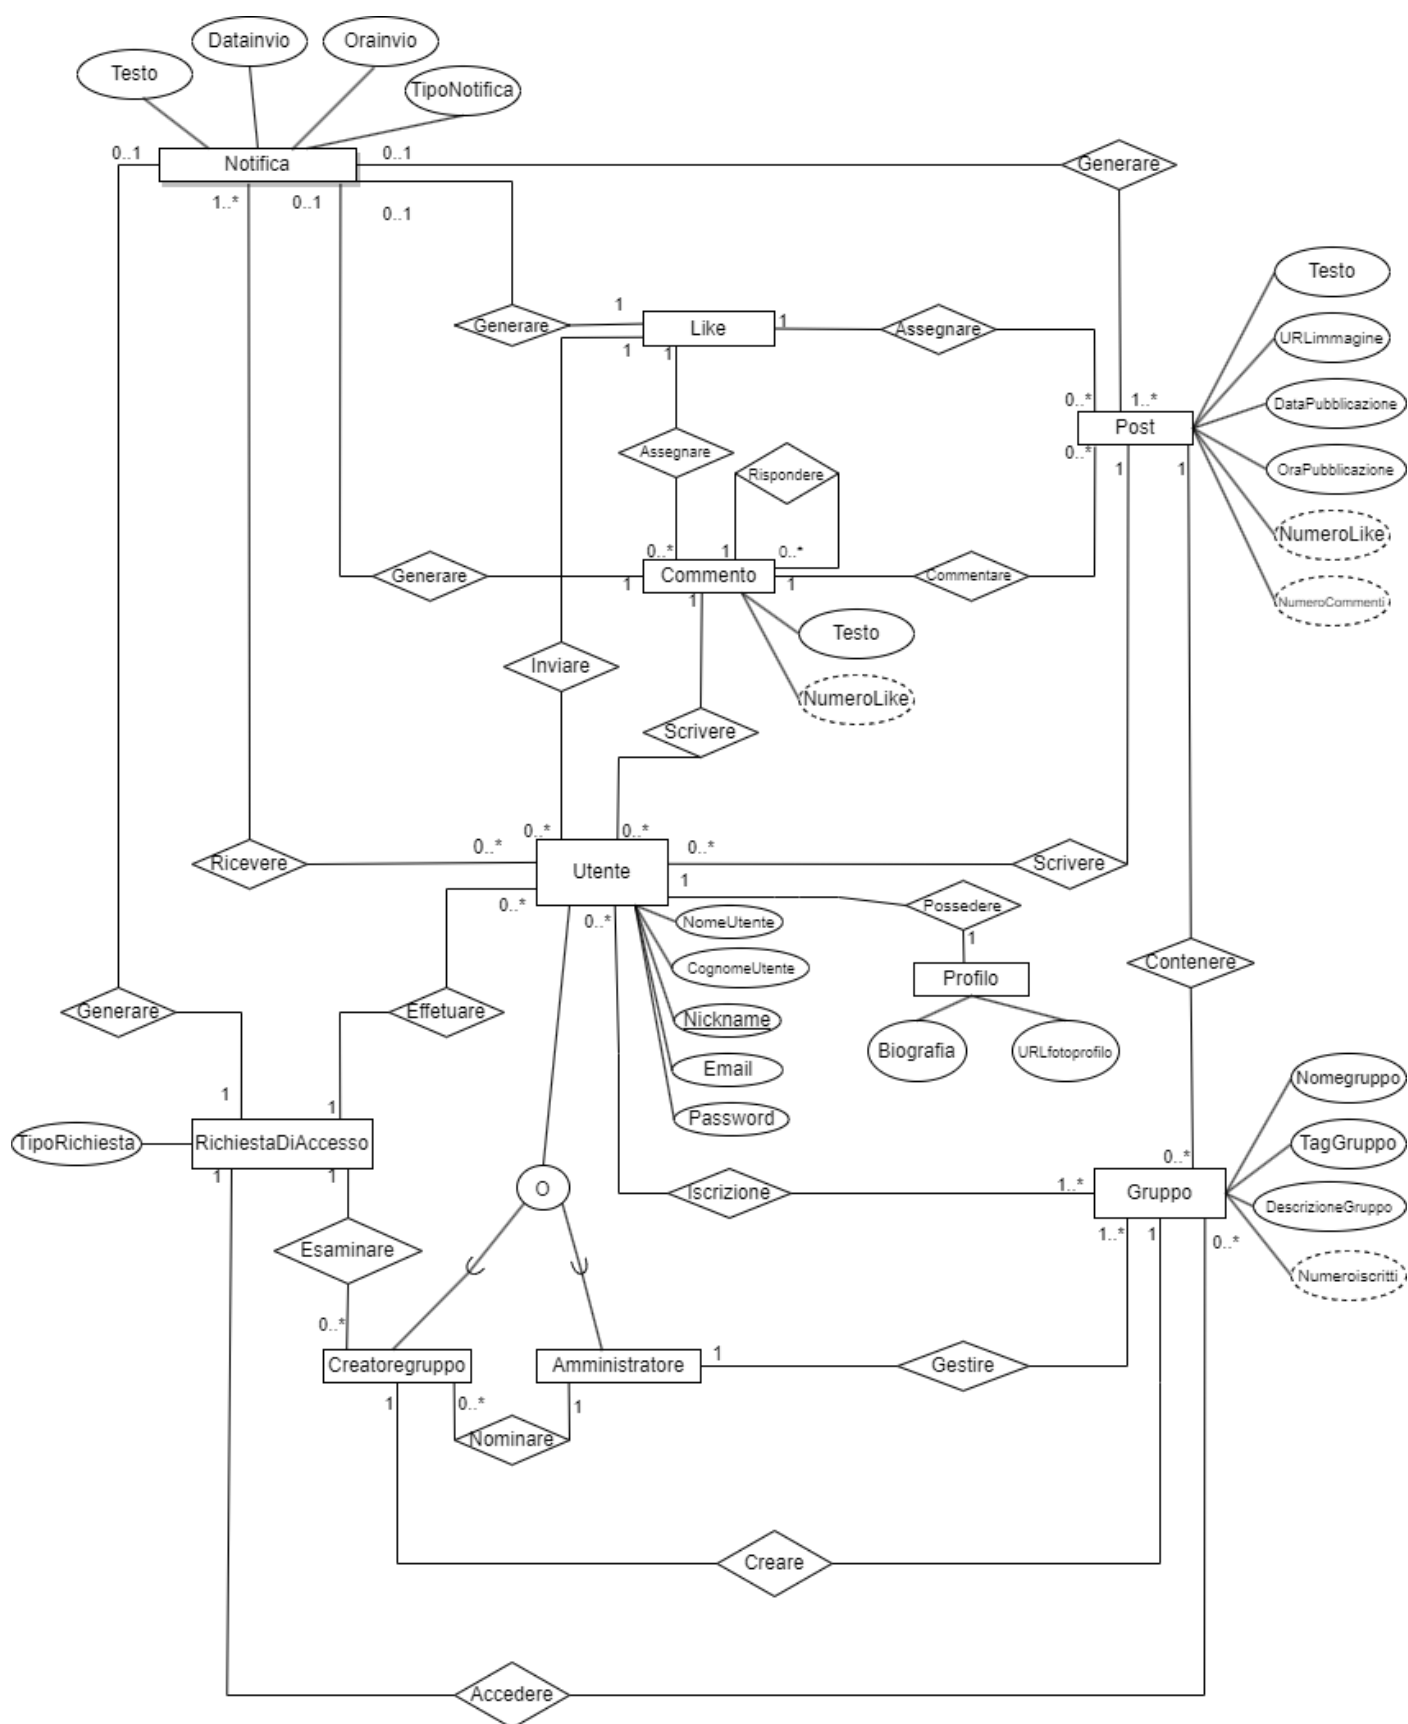 Datainvio
Orainvio
Testo
TipoNotifica
0..1
Notifica
0..1
Generare
1..*
0..1
0..1
Testo
1
Generare
Like
1
Assegnare
URLimmagine
1
1
0..*
1..*
DataPubblicazione
Post
Assegnare
0..*
Rispondere
1
1
OraPubblicazione
NumeroLike
0..*
1
0..*
Generare
1
Commento
1
Commentare
1
NumeroCommenti
Testo
Inviare
NumeroLike
Scrivere
0..*
0..*
0..*
0..*
Ricevere
Utente
Scrivere
1
0..*
0..*
Possedere
NomeUtente
1
CognomeUtente
Profilo
Contenere
Generare
Effetuare
Nickname
Biografia
URLfotoprofilo
Email
Nomegruppo
1
1
Password
TipoRichiesta
RichiestaDiAccesso
TagGruppo
0..*
1
1
O
Iscrizione
1..*
Gruppo
DescrizioneGruppo
1..*
1
0..*
Esaminare
Numeroiscritti
0..*
Creatoregruppo
Amministratore
1
Gestire
1
0..*
1
Nominare
Creare
Accedere